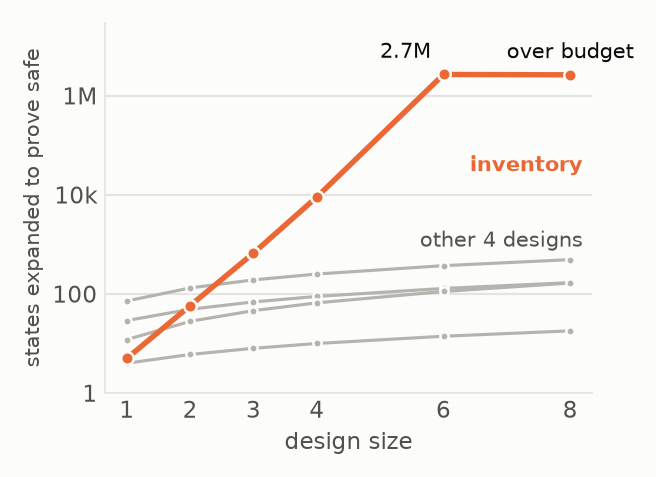 2.7M
over budget
1M
inventory
10k
other 4 designs
100
1
states expanded to prove safe
1
2
3
4
6
8
design size